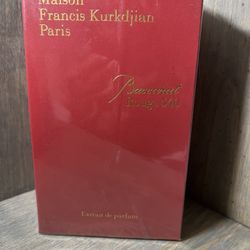 Maison
Francis Kurkdjian
Paris
Baccarat
Rouge 540
Extrait de parfum